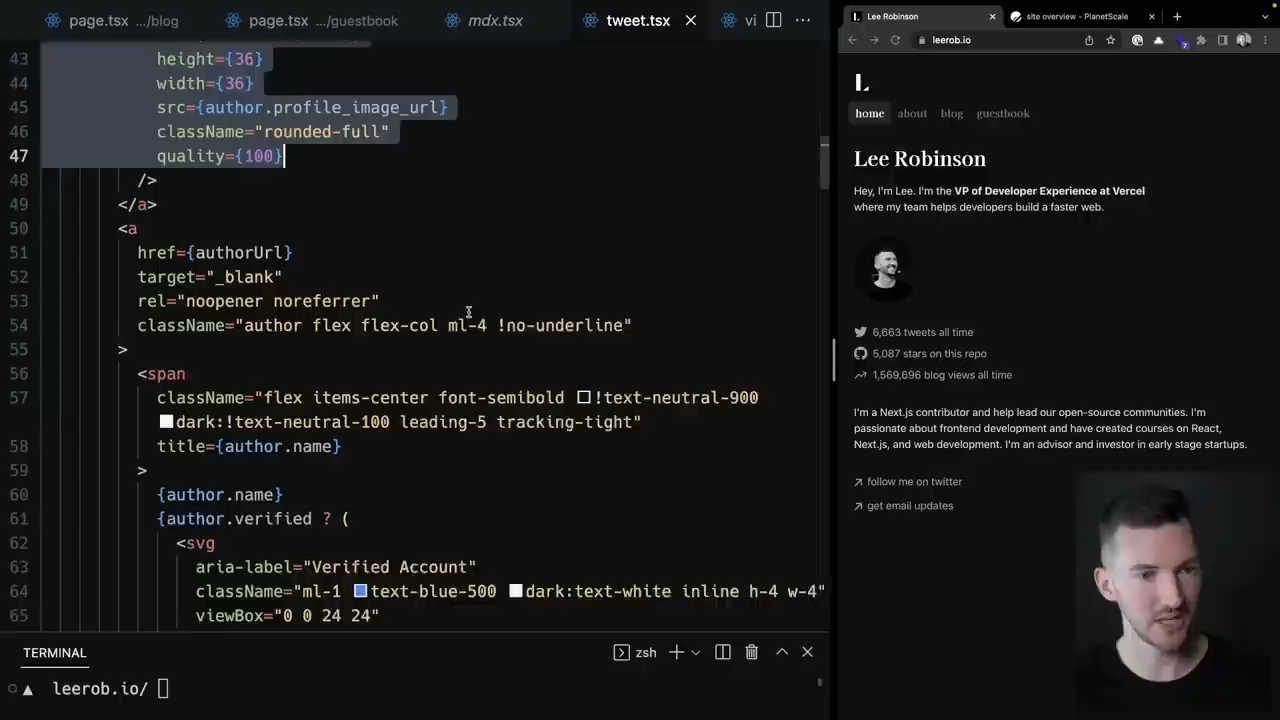 page.tsx .../blog
page.tsx .../guestbook
mdx.tsx
tweet.tsx
vi
43 height={36}
44 width={36}
45 src={author.profile_image_url}
46 className="rounded-full"
47 quality={100}
48 />
49 </a>
50 <a
51 href={authorUrl}
52 target="_blank"
53 rel="noopener noreferrer"
54 className="author flex flex-col ml-4 !no-underline"
55 >
56 <span
57 className="flex items-center font-semibold !text-neutral-900
dark:!text-neutral-100 leading-5 tracking-tight"
58 title={author.name}
59 >
60 {author.name}
61 {author.verified ? (
62 <svg
63 aria-label="Verified Account"
64 className="ml-1 text-blue-500 dark:text-white inline h-4 w-4"
65 viewBox="0 0 24 24"
TERMINAL
zsh
leerob.io/
Lee Robinson
site overview - PlanetScale
leerob.io
home about blog guestbook
Lee Robinson
Hey, I'm Lee. I'm the VP of Developer Experience at Vercel
where my team helps developers build a faster web.
6,663 tweets all time
5,087 stars on this repo
1,569,696 blog views all time
I'm a Next.js contributor and help lead our open-source communities. I'm
passionate about frontend development and have created courses on React,
Next.js, and web development. I'm an advisor and investor in early stage startups.
follow me on twitter
get email updates